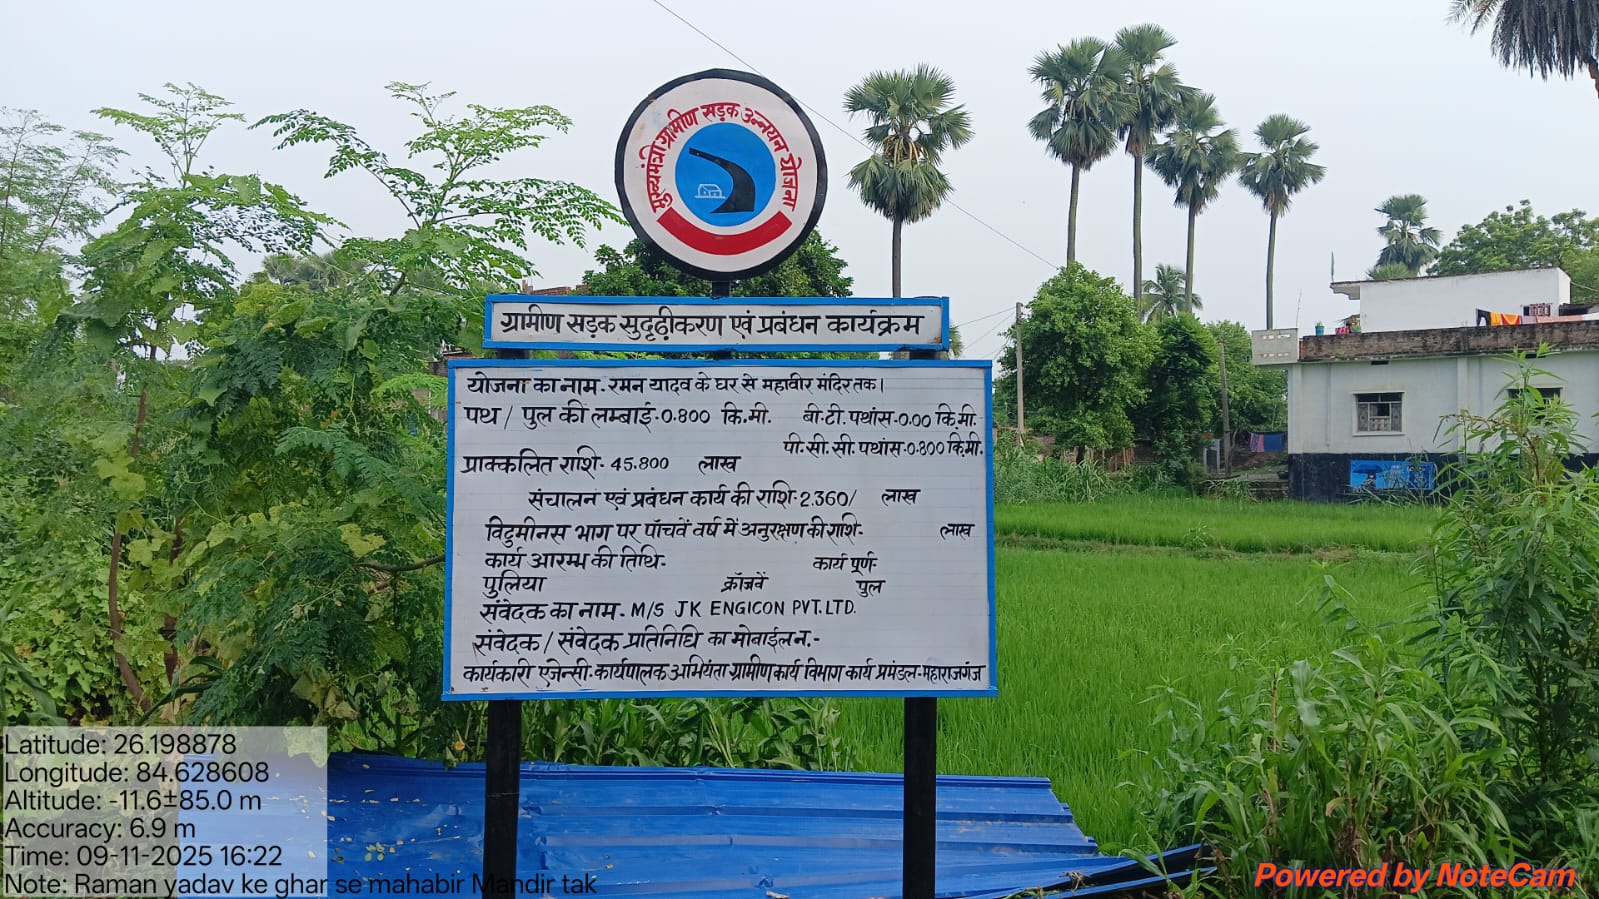 मुख्यमंत्री ग्रामीण सड़क उन्नयन योजना
ग्रामीण सड़क सुदृढ़ीकरण एवं प्रबंधन कार्यक्रम
योजना का नाम- रमन यादव के घर से महावीर मंदिर तक।
पथ / पुल की लम्बाई-0.800 कि.मी. बी.टी.पथांस-0.00 कि.मी.
पी.सी.सी.पथांस-0.800 कि.मी.
प्राक्कलित राशि- 45.800 लाख
संचालन एवं प्रबंधन कार्य की राशि-2.360/ लाख
विटुमीनस भाग पर पॉचवें वर्ष में अनुरक्षण की राशि- लाख
कार्य आरम्भ की तिथि- कार्य पूर्ण-
पुलिया क्रॉजवें पुल
संवेदक का नाम- M/S JK ENGICON PVT.LTD.
संवेदक / संवेदक प्रतिनिधि का मोबाईल न.-
कार्यकारी एजेन्सी-कार्यपालक अभियंता ग्रामीण कार्य विभाग कार्य प्रमंडल-महाराजगंज
Latitude: 26.198878
Longitude: 84.628608
Altitude: -11.6±85.0 m
Accuracy: 6.9 m
Time: 09-11-2025 16:22
Note: Raman yadav ke ghar se mahabir Mandir tak
Powered by NoteCam